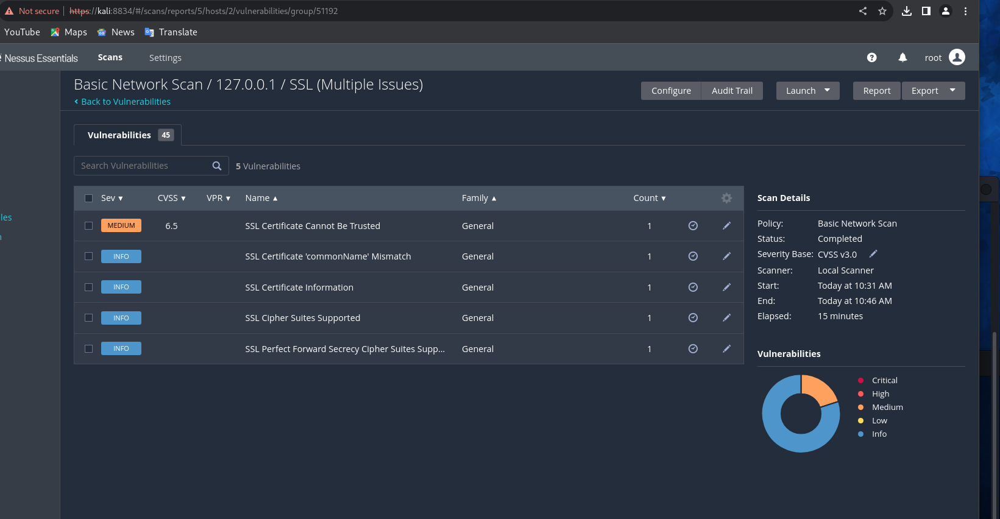 Not secure https://kali:8834/#/scans/reports/5/hosts/2/vulnerabilities/group/51192
YouTube Maps News Translate
Nessus Essentials Scans Settings root
Basic Network Scan / 127.0.0.1 / SSL (Multiple Issues)
Back to Vulnerabilities
Configure Audit Trail Launch Report Export
Vulnerabilities 45
Search Vulnerabilities 5 Vulnerabilities
Sev CVSS VPR Name Family Count
MEDIUM 6.5 SSL Certificate Cannot Be Trusted General 1
INFO SSL Certificate 'commonName' Mismatch General 1
INFO SSL Certificate Information General 1
INFO SSL Cipher Suites Supported General 1
INFO SSL Perfect Forward Secrecy Cipher Suites Supp... General 1
les
Scan Details
Policy: Basic Network Scan
Status: Completed
Severity Base: CVSS v3.0
Scanner: Local Scanner
Start: Today at 10:31 AM
End: Today at 10:46 AM
Elapsed: 15 minutes
Vulnerabilities
Critical
High
Medium
Low
Info